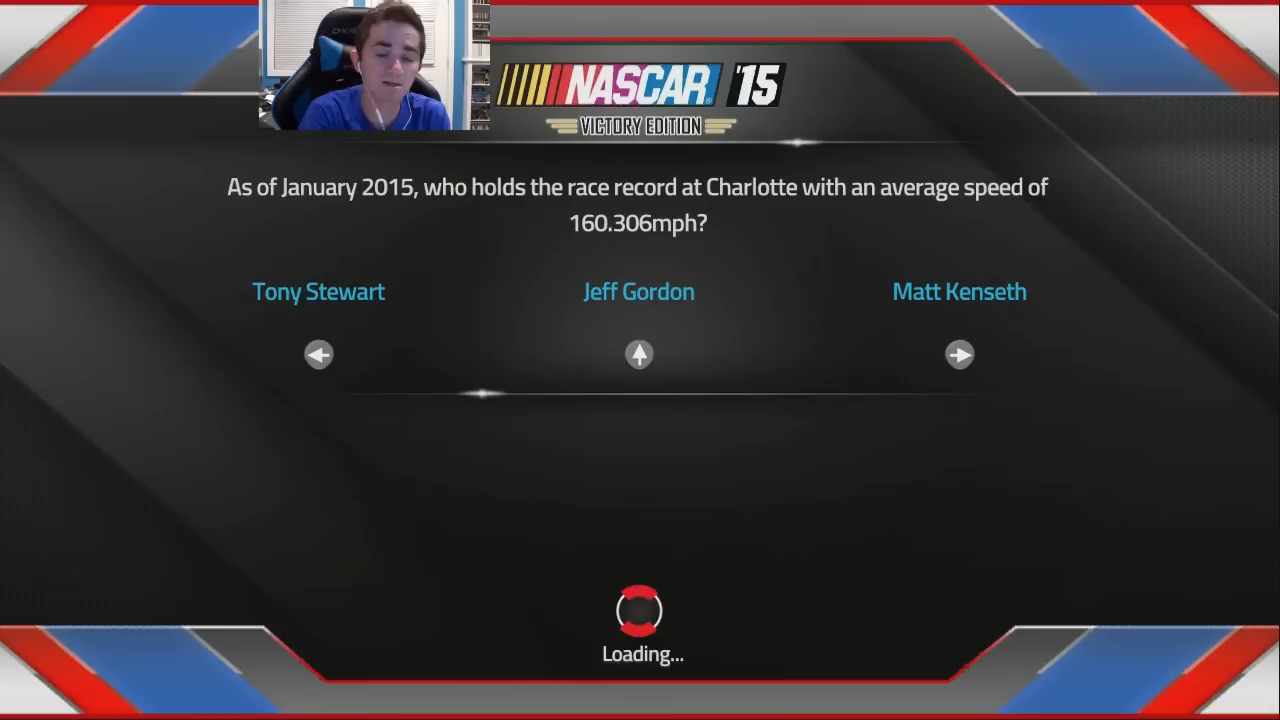 NASCAR '15
VICTORY EDITION
As of January 2015, who holds the race record at Charlotte with an average speed of
160.306mph?
Tony Stewart Jeff Gordon Matt Kenseth
Loading...